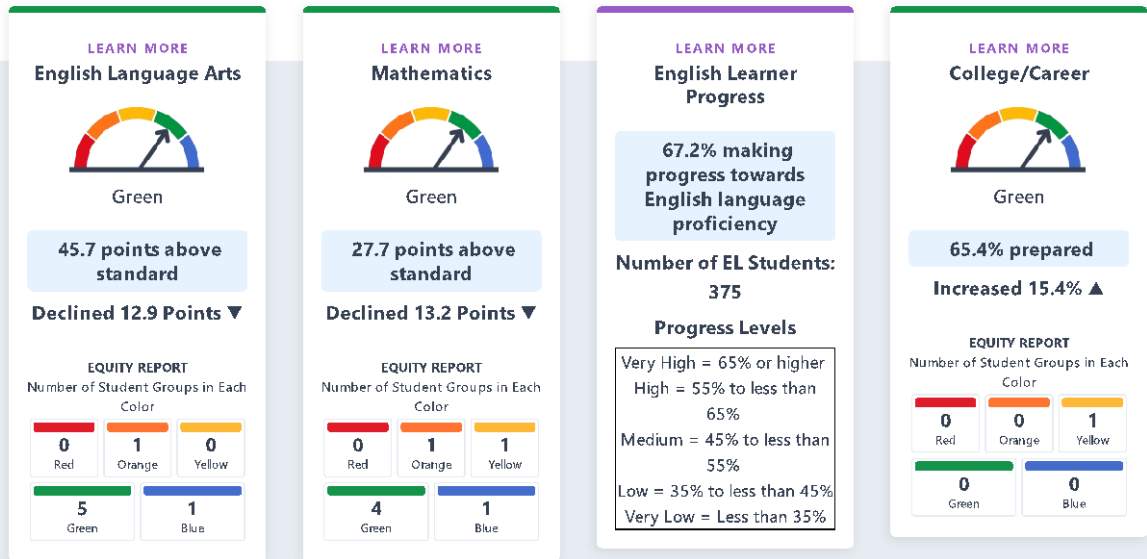 LEARN MORE
English Language Arts
Green
45.7 points above
standard
Declined 12.9 Points ▼
EQUITY REPORT
Number of Student Groups in Each
Color
0
Red
1
Orange
0
Yellow
5
Green
1
Blue
LEARN MORE
Mathematics
Green
27.7 points above
standard
Declined 13.2 Points ▼
EQUITY REPORT
Number of Student Groups in Each
Color
0
Red
1
Orange
1
Yellow
4
Green
1
Blue
LEARN MORE
English Learner
Progress
67.2% making
progress towards
English language
proficiency
Number of EL Students:
375
Progress Levels
Very High = 65% or higher
High = 55% to less than
65%
Medium = 45% to less than
55%
Low = 35% to less than 45%
Very Low = Less than 35%
LEARN MORE
College/Career
Green
65.4% prepared
Increased 15.4% ▲
EQUITY REPORT
Number of Student Groups in Each
Color
0
Red
0
Orange
1
Yellow
0
Green
0
Blue